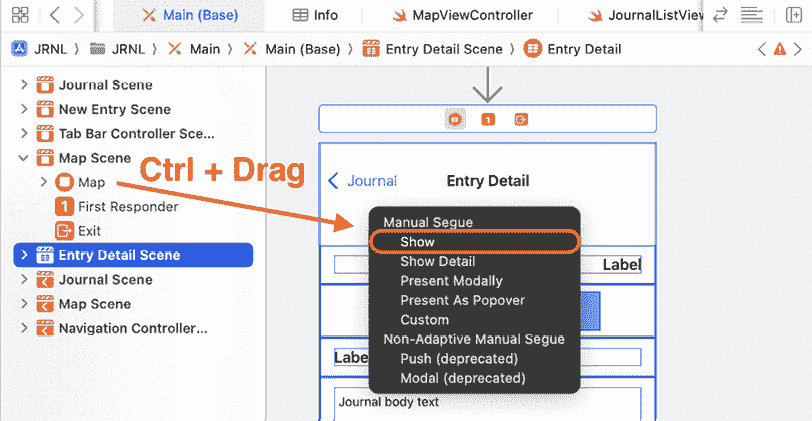 Main (Base)
Info
MapViewController
JournalListView
JRNL
JRNL
Main
Main (Base)
Entry Detail Scene
Entry Detail
Journal Scene
New Entry Scene
Tab Bar Controller Sce...
Map Scene
Map
First Responder
Exit
Entry Detail Scene
Journal Scene
Map Scene
Navigation Controller...
Ctrl + Drag
1
1
Journal
Entry Detail
Manual Segue
Show
Show Detail
Present Modally
Present As Popover
Custom
Non-Adaptive Manual Segue
Push (deprecated)
Modal (deprecated)
Label
Label
Journal body text